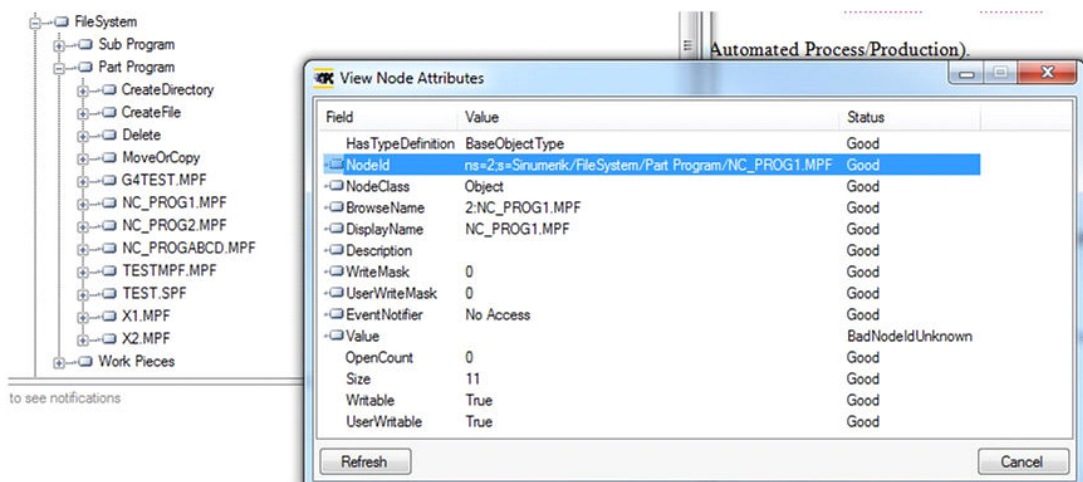 FileSystem
Sub Program
Part Program
CreateDirectory
CreateFile
Delete
MoveOrCopy
G4TEST.MPF
NC_PROG1.MPF
NC_PROG2.MPF
NC_PROGABCD.MPF
TESTMPF.MPF
TEST.SPF
X1.MPF
X2.MPF
Work Pieces
to see notifications
Automated Process/Production).
View Node Attributes
Field Value Status
HasTypeDefinition BaseObjectType Good
NodeId ns=2;s=Sinumerik/FileSystem/Part Program/NC_PROG1.MPF Good
NodeClass Object Good
BrowseName 2:NC_PROG1.MPF Good
DisplayName NC_PROG1.MPF Good
Description Good
WriteMask 0 Good
UserWriteMask 0 Good
EventNotifier No Access Good
Value BadNodeIdUnknown
OpenCount 0 Good
Size 11 Good
Writable True Good
UserWritable True Good
Refresh Cancel